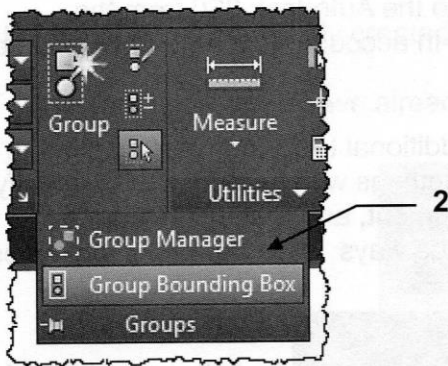 Group
Measure
Utilities
2
Group Manager
Group Bounding Box
Groups